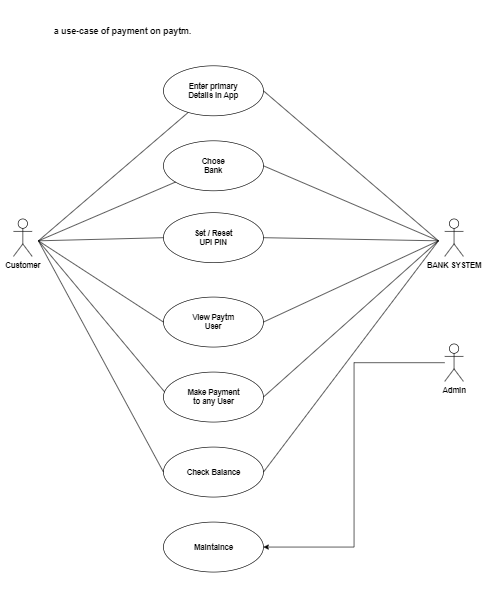 a use-case of payment on paytm.
Enter primary
Details in App
Chose
Bank
Set / Reset
UPI PIN
Customer
BANK SYSTEM
View Paytm
User
Make Payment
to any User
Admin
Check Balance
Maintaince